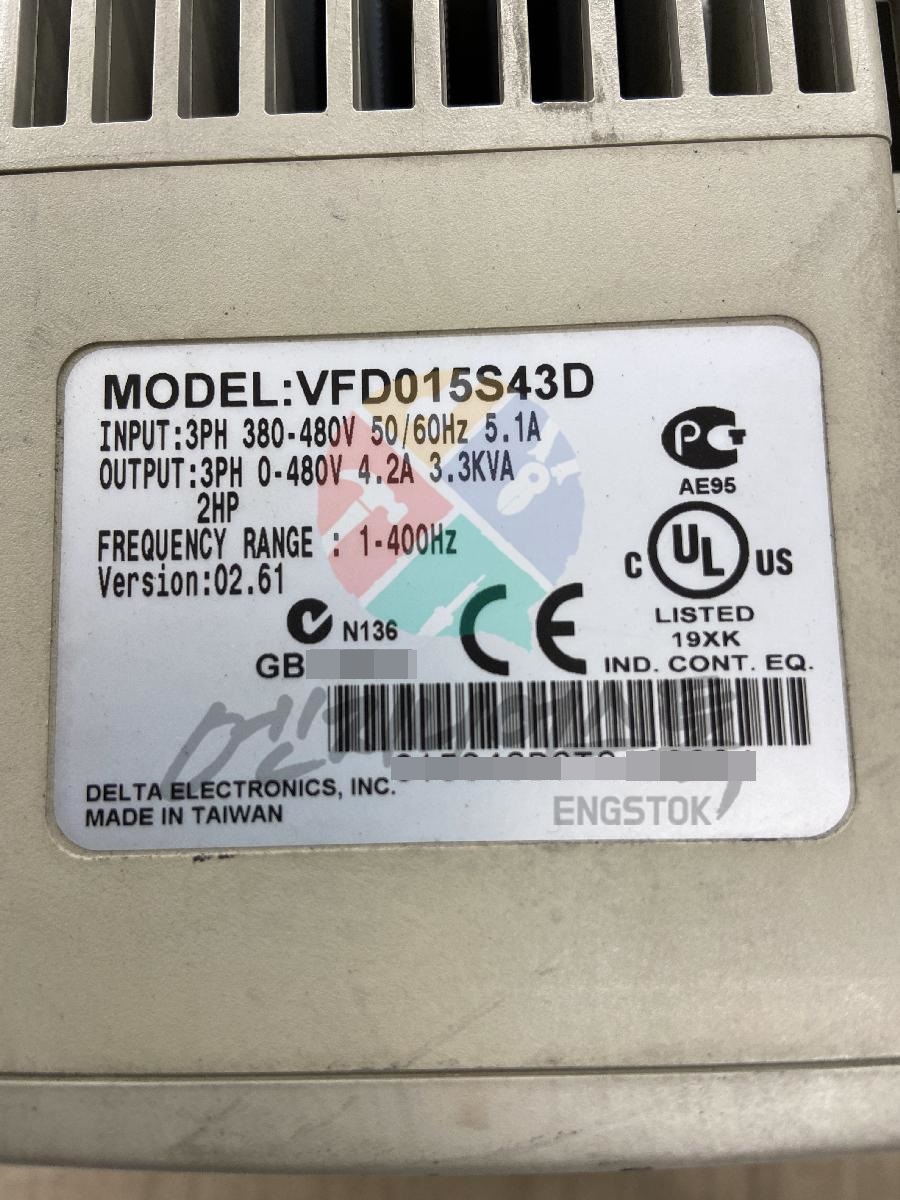 MODEL:VFD015S43D
INPUT:3PH 380-480V 50/60Hz 5.1A
OUTPUT:3PH 0-480V 4.2A 3.3KVA
2HP
FREQUENCY RANGE : 1-400Hz
Version:02.61
N136
GB
PCT
AE95
C UL US
LISTED
19XK
IND. CONT. EQ.
CE
DELTA ELECTRONICS, INC.
MADE IN TAIWAN
ENGSTOK